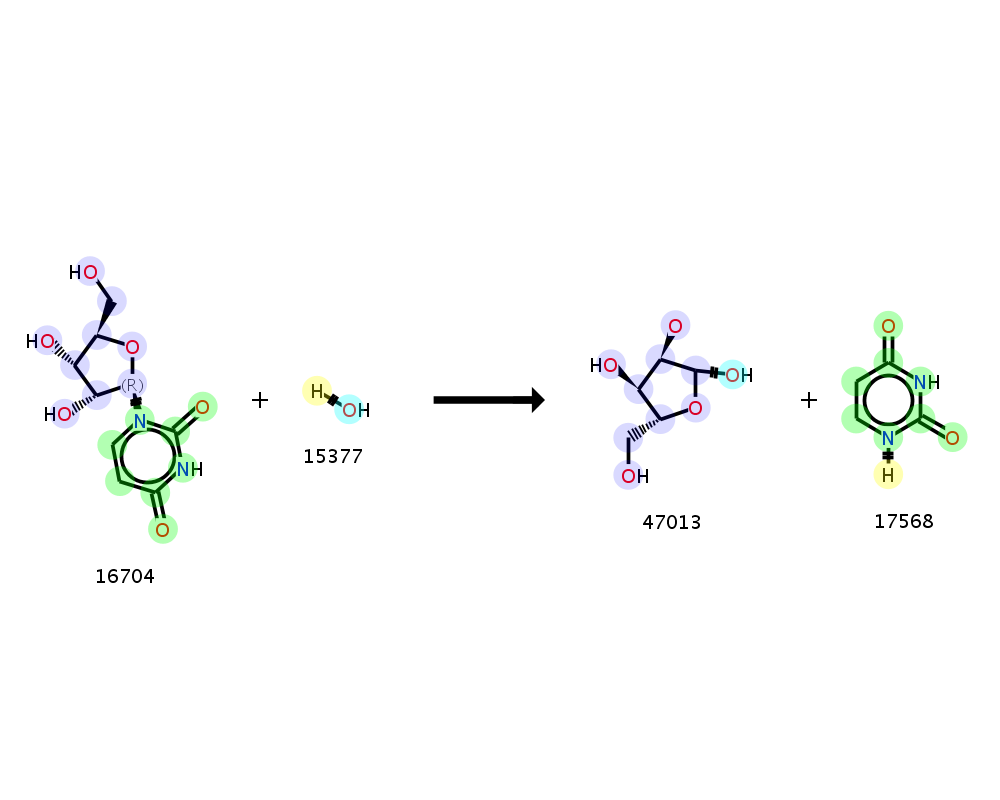 HO
HO O
HO (R)
N O
NH
O
16704
+
H
OH
15377
O
HO OH
O
OH
47013
+
O
NH
N O
H
17568